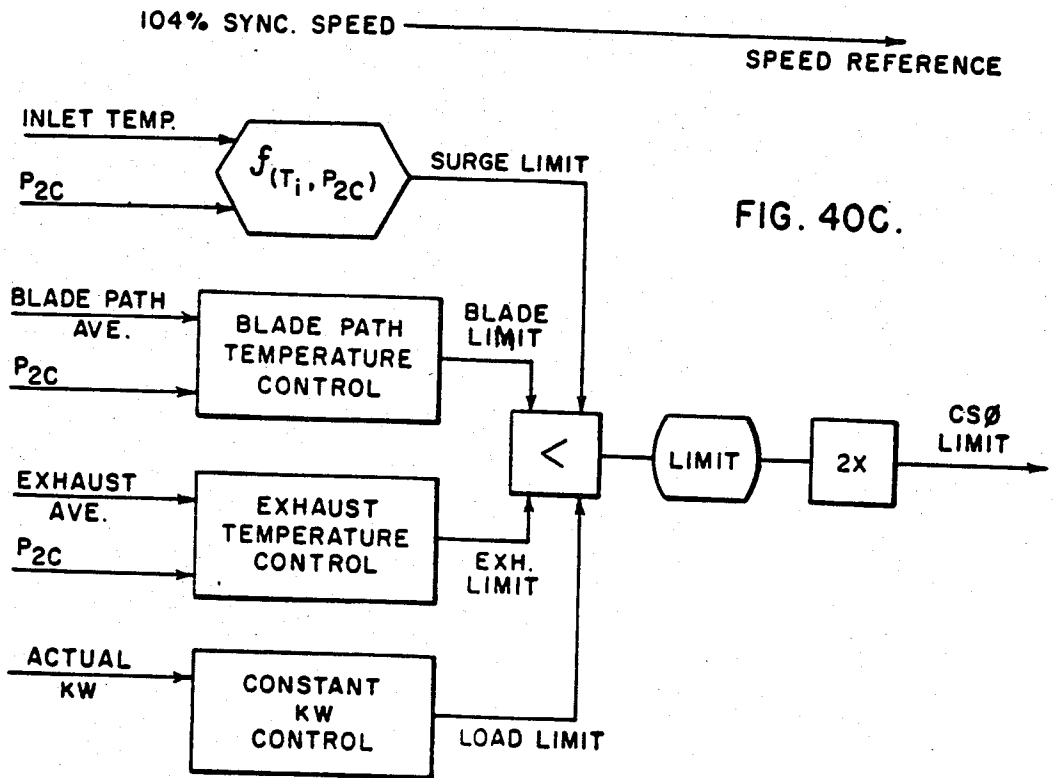 104% SYNC. SPEED
SPEED REFERENCE
INLET TEMP.
P2C
f(Ti, P2C)
SURGE LIMIT
FIG. 40C.
BLADE PATH
AVE.
P2C
BLADE PATH
TEMPERATURE
CONTROL
BLADE
LIMIT
<
LIMIT
2X
CSØ
LIMIT
EXHAUST
AVE.
P2C
EXHAUST
TEMPERATURE
CONTROL
EXH.
LIMIT
ACTUAL
KW
CONSTANT
KW
CONTROL
LOAD LIMIT